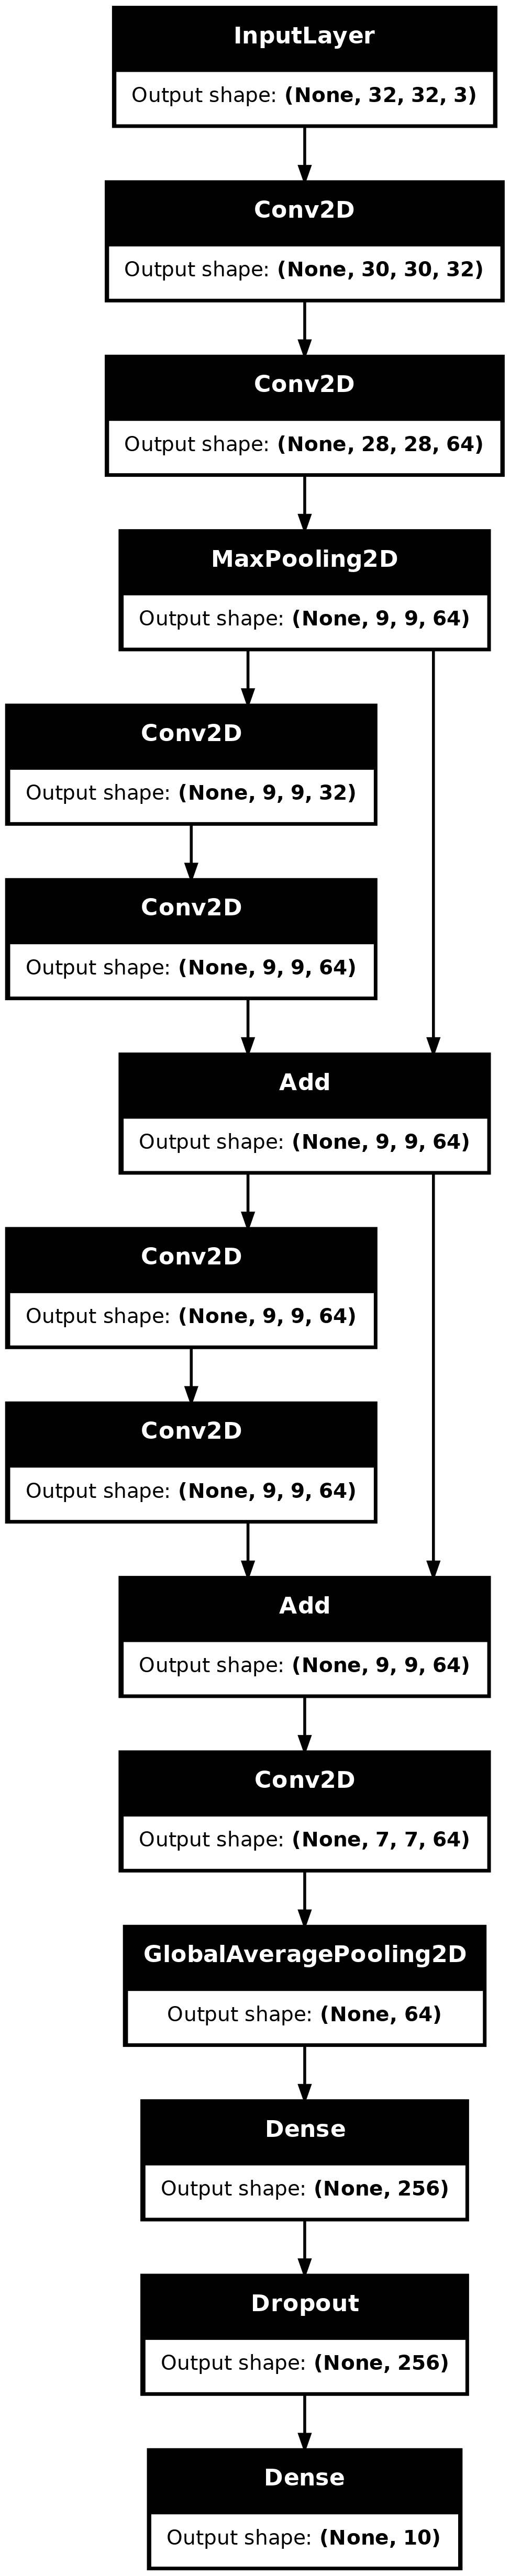 InputLayer
Output shape: (None, 32, 32, 3)
Conv2D
Output shape: (None, 30, 30, 32)
Conv2D
Output shape: (None, 28, 28, 64)
MaxPooling2D
Output shape: (None, 9, 9, 64)
Conv2D
Output shape: (None, 9, 9, 32)
Conv2D
Output shape: (None, 9, 9, 64)
Add
Output shape: (None, 9, 9, 64)
Conv2D
Output shape: (None, 9, 9, 64)
Conv2D
Output shape: (None, 9, 9, 64)
Add
Output shape: (None, 9, 9, 64)
Conv2D
Output shape: (None, 7, 7, 64)
GlobalAveragePooling2D
Output shape: (None, 64)
Dense
Output shape: (None, 256)
Dropout
Output shape: (None, 256)
Dense
Output shape: (None, 10)